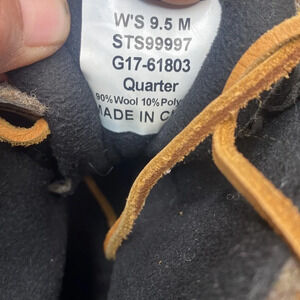 W'S 9.5 M
STS99997
G17-61803
Quarter
90% Wool 10% Poly
MADE IN C